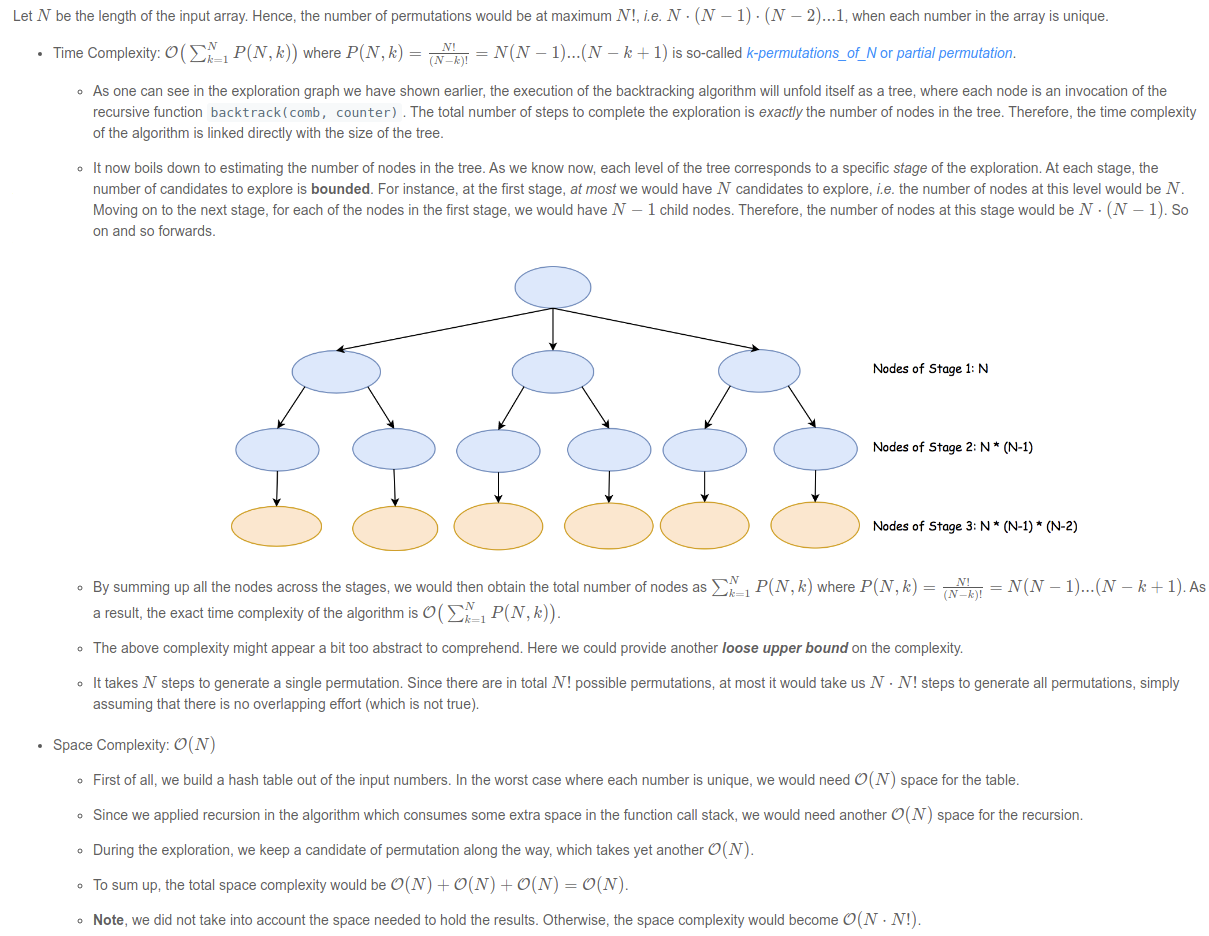 Let N be the length of the input array. Hence, the number of permutations would be at maximum N!, i.e. N · (N − 1) · (N − 2)...1, when each number in the array is unique.
• Time Complexity: O(∑_{k=1}^{N} P(N, k)) where P(N, k) = \frac{N!}{(N−k)!} = N(N − 1)...(N − k + 1) is so-called k-permutations_of_N or partial permutation.
◦ As one can see in the exploration graph we have shown earlier, the execution of the backtracking algorithm will unfold itself as a tree, where each node is an invocation of the
recursive function backtrack(comb, counter) . The total number of steps to complete the exploration is exactly the number of nodes in the tree. Therefore, the time complexity
of the algorithm is linked directly with the size of the tree.
◦ It now boils down to estimating the number of nodes in the tree. As we know now, each level of the tree corresponds to a specific stage of the exploration. At each stage, the
number of candidates to explore is bounded. For instance, at the first stage, at most we would have N candidates to explore, i.e. the number of nodes at this level would be N.
Moving on to the next stage, for each of the nodes in the first stage, we would have N − 1 child nodes. Therefore, the number of nodes at this stage would be N · (N − 1). So
on and so forwards.
Nodes of Stage 1: N
Nodes of Stage 2: N * (N-1)
Nodes of Stage 3: N * (N-1) * (N-2)
◦ By summing up all the nodes across the stages, we would then obtain the total number of nodes as ∑_{k=1}^{N} P(N, k) where P(N, k) = \frac{N!}{(N−k)!} = N(N − 1)...(N − k + 1). As
a result, the exact time complexity of the algorithm is O(∑_{k=1}^{N} P(N, k)).
◦ The above complexity might appear a bit too abstract to comprehend. Here we could provide another loose upper bound on the complexity.
◦ It takes N steps to generate a single permutation. Since there are in total N! possible permutations, at most it would take us N · N! steps to generate all permutations, simply
assuming that there is no overlapping effort (which is not true).
• Space Complexity: O(N)
◦ First of all, we build a hash table out of the input numbers. In the worst case where each number is unique, we would need O(N) space for the table.
◦ Since we applied recursion in the algorithm which consumes some extra space in the function call stack, we would need another O(N) space for the recursion.
◦ During the exploration, we keep a candidate of permutation along the way, which takes yet another O(N).
◦ To sum up, the total space complexity would be O(N) + O(N) + O(N) = O(N).
◦ Note, we did not take into account the space needed to hold the results. Otherwise, the space complexity would become O(N · N!).